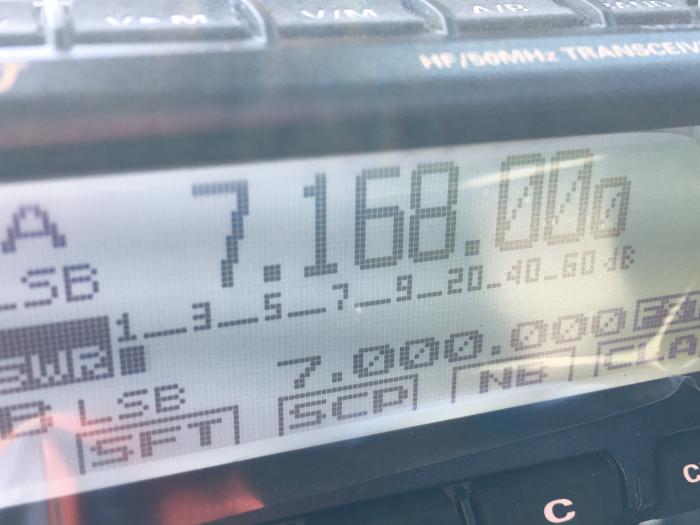 V/M A/B
HF/50MHz TRANSCEIV
A 7.168.000
LSB
1 3 5 7 9 20 40 60 dB
SWR
7.000.000
B LSB
SFT SCP NB CLA
C C